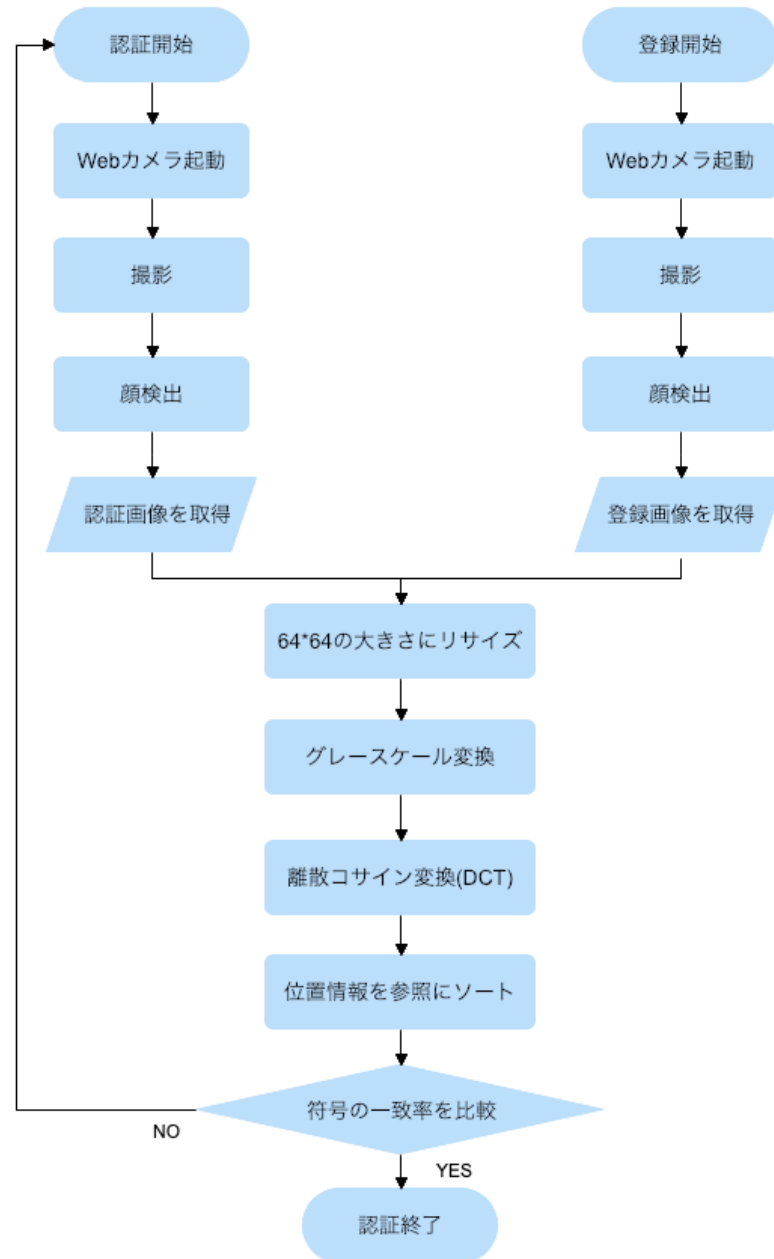 認証開始
登録開始
Webカメラ起動
Webカメラ起動
撮影
撮影
顔検出
顔検出
認証画像を取得
登録画像を取得
64*64の大きさにリサイズ
グレースケール変換
離散コサイン変換(DCT)
位置情報を参照にソート
符号の一致率を比較
NO
YES
認証終了